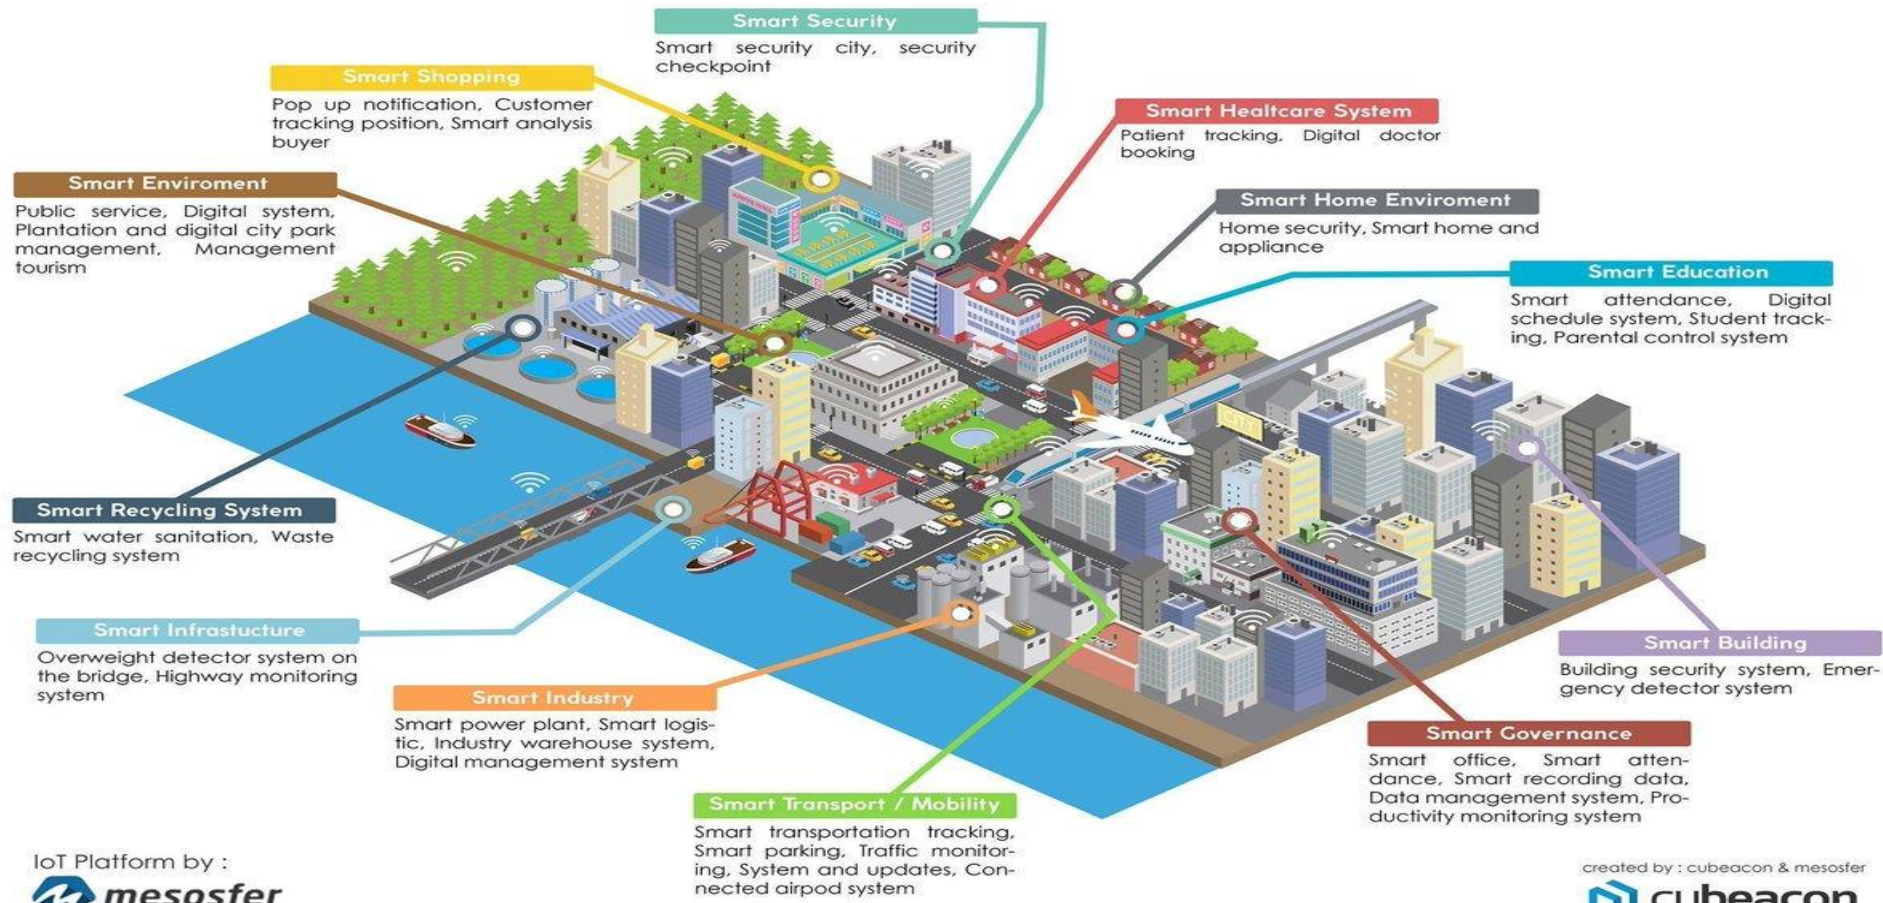 Smart Security
Smart security city, security
checkpoint
Smart Shopping
Pop up notification, Customer
tracking position, Smart analysis
buyer
Smart Healtcare System
Patient tracking, Digital doctor
booking
Smart Enviroment
Public service, Digital system,
Plantation and digital city park
management, Management
tourism
Smart Home Enviroment
Home security, Smart home and
appliance
Smart Education
Smart attendance, Digital
schedule system, Student track-
ing, Parental control system
CITY
Smart Recycling System
Smart water sanitation, Waste
recycling system
Smart Infrastucture
Overweight detector system on
the bridge, Highway monitoring
system
Smart Building
Building security system, Emer-
gency detector system
Smart Industry
Smart power plant, Smart logis-
tic, Industry warehouse system,
Digital management system
Smart Governance
Smart office, Smart atten-
dance, Smart recording data,
Data management system, Pro-
ductivity monitoring system
Smart Transport / Mobility
Smart transportation tracking,
Smart parking, Traffic monitor-
ing, System and updates, Con-
nected airpod system
IoT Platform by :
mesosfer
created by : cubeacon & mesosfer
cubeacon